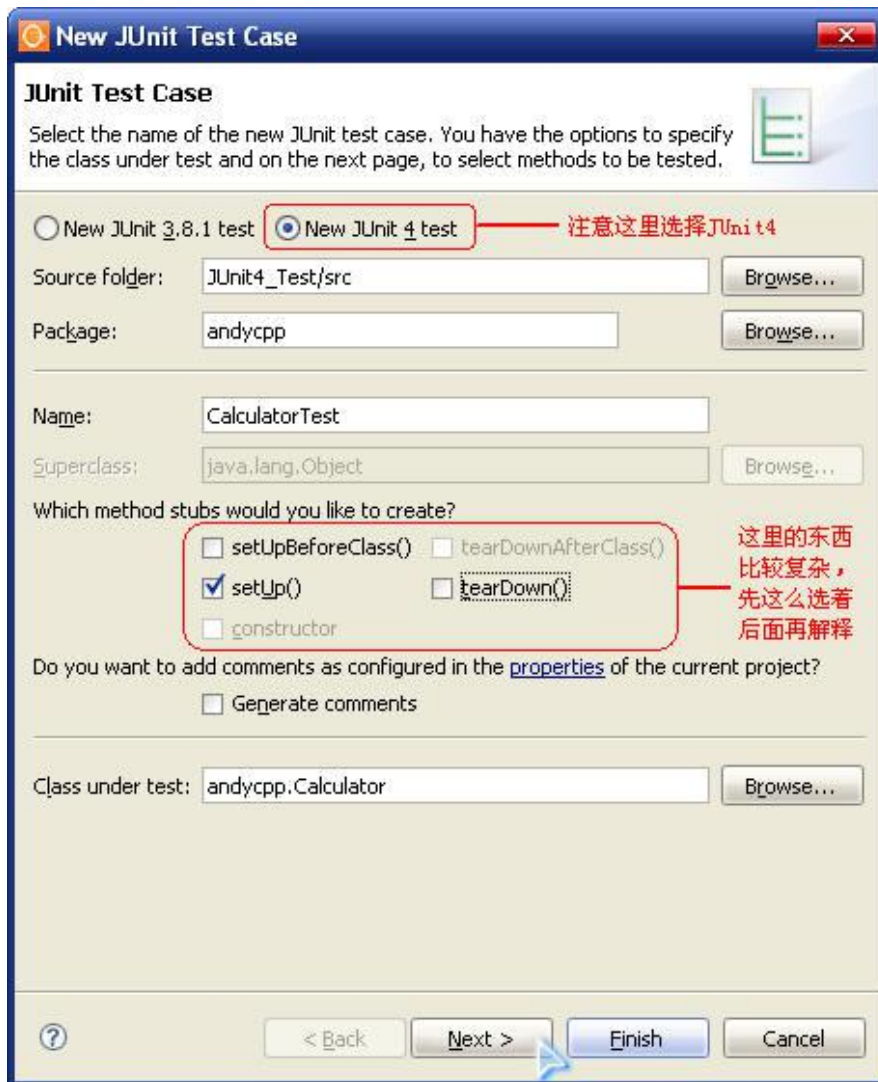 New JUnit Test Case
JUnit Test Case
Select the name of the new JUnit test case. You have the options to specify
the class under test and on the next page, to select methods to be tested.
New JUnit 3.8.1 test New JUnit 4 test 注意这里选择JUnit4
Source folder: JUnit4_Test/src Browse...
Package: andycpp Browse...
Name: CalculatorTest
Superclass: java.lang.Object Browse...
Which method stubs would you like to create?
setUpBeforeClass() tearDownAfterClass()
setUp() tearDown()
constructor
这里的东西
比较复杂，
先这么选着
后面再解释
Do you want to add comments as configured in the properties of the current project?
Generate comments
Class under test: andycpp.Calculator Browse...
? < Back Next > Finish Cancel